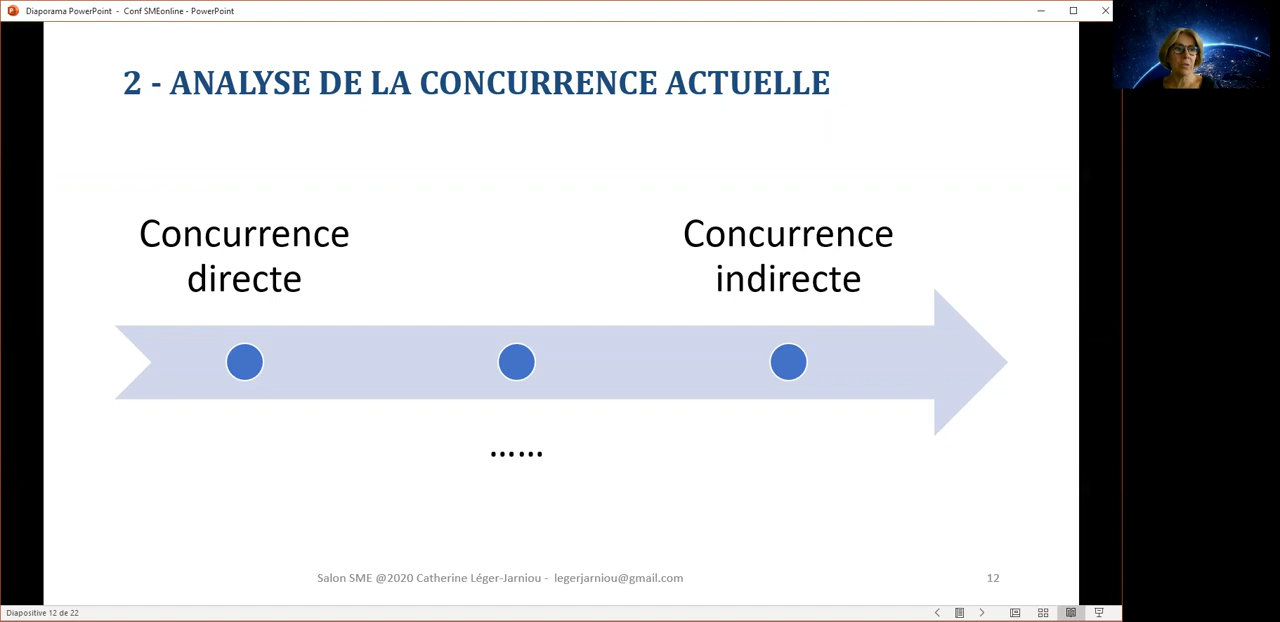 Diaporama PowerPoint - Conf SMEonline - PowerPoint
2 - ANALYSE DE LA CONCURRENCE ACTUELLE
Concurrence
directe
Concurrence
indirecte
......
Salon SME @2020 Catherine Léger-Jarniou - legerjarniou@gmail.com
12
Diapositive 12 de 22